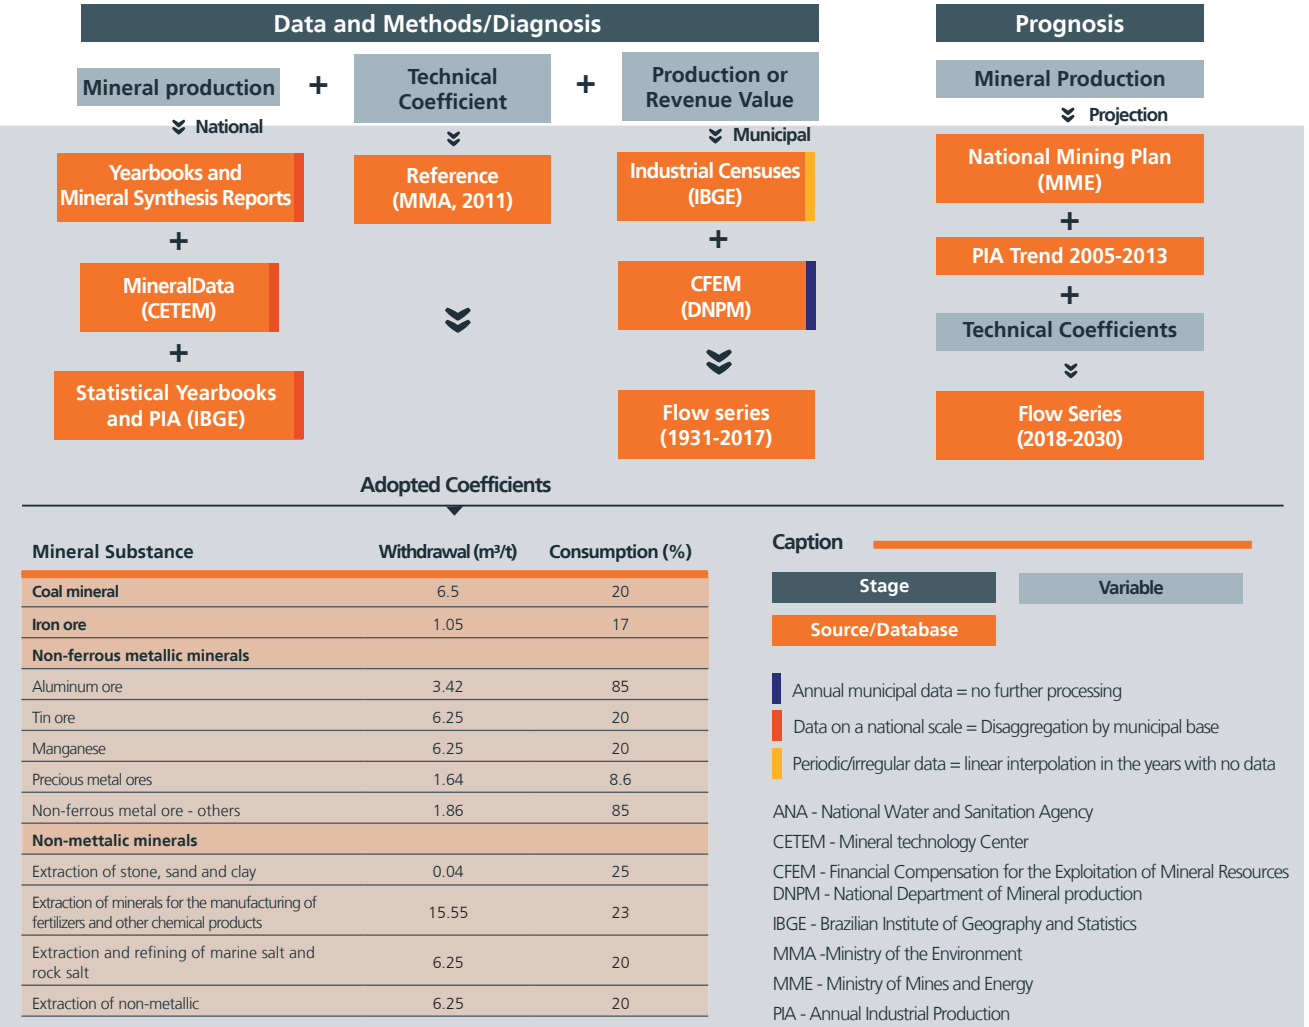 Data and Methods/Diagnosis
Mineral production
+
Technical
Coefficient
+
Production or
Revenue Value
National
Municipal
Yearbooks and
Mineral Synthesis Reports
+
MineralData
(CETEM)
+
Statistical Yearbooks
and PIA (IBGE)
Reference
(MMA, 2011)
Industrial Censuses
(IBGE)
+
CFEM
(DNPM)
Flow series
(1931-2017)
Prognosis
Mineral Production
Projection
National Mining Plan
(MME)
+
PIA Trend 2005-2013
+
Technical Coefficients
Flow Series
(2018-2030)
Adopted Coefficients
Mineral Substance Withdrawal (m³/t) Consumption (%)
Coal mineral 6.5 20
Iron ore 1.05 17
Non-ferrous metallic minerals
Aluminum ore 3.42 85
Tin ore 6.25 20
Manganese 6.25 20
Precious metal ores 1.64 8.6
Non-ferrous metal ore - others 1.86 85
Non-mettalic minerals
Extraction of stone, sand and clay 0.04 25
Extraction of minerals for the manufacturing of
fertilizers and other chemical products 15.55 23
Extraction and refining of marine salt and
rock salt 6.25 20
Extraction of non-metallic 6.25 20
Caption
Stage
Variable
Source/Database
Annual municipal data = no further processing
Data on a national scale = Disaggregation by municipal base
Periodic/irregular data = linear interpolation in the years with no data
ANA - National Water and Sanitation Agency
CETEM - Mineral technology Center
CFEM - Financial Compensation for the Exploitation of Mineral Resources
DNPM - National Department of Mineral production
IBGE - Brazilian Institute of Geography and Statistics
MMA -Ministry of the Environment
MME - Ministry of Mines and Energy
PIA - Annual Industrial Production